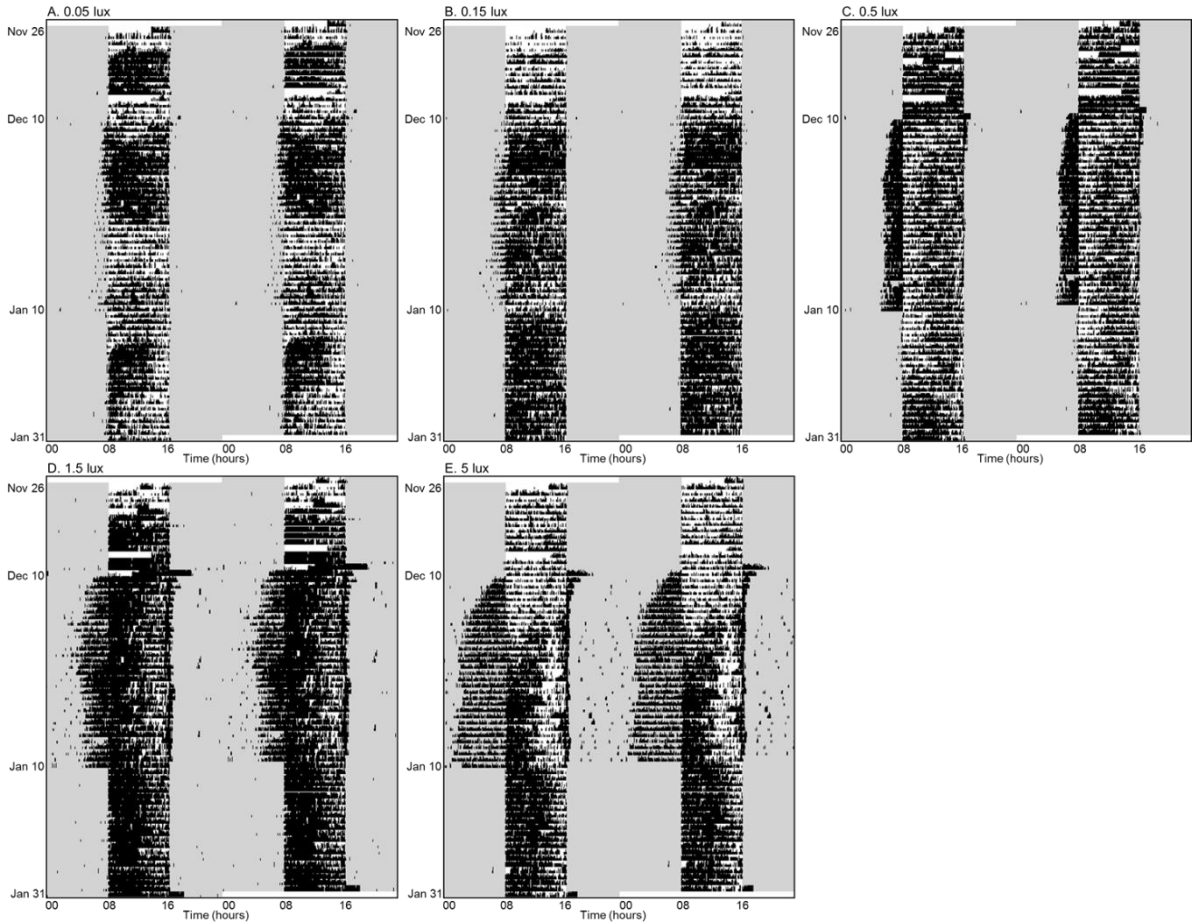 A. 0.05 lux
B. 0.15 lux
C. 0.5 lux
Nov 26
Nov 26
Nov 26
Dec 10
Dec 10
Dec 10
Jan 10
Jan 10
Jan 10
Jan 31
Jan 31
Jan 31
00 08 16 00 08 16
00 08 16 00 08 16
00 08 16 00 08 16
Time (hours)
Time (hours)
Time (hours)
D. 1.5 lux
E. 5 lux
Nov 26
Nov 26
Dec 10
Dec 10
Jan 10
Jan 10
Jan 31
Jan 31
00 08 16 00 08 16
00 08 16 00 08 16
Time (hours)
Time (hours)